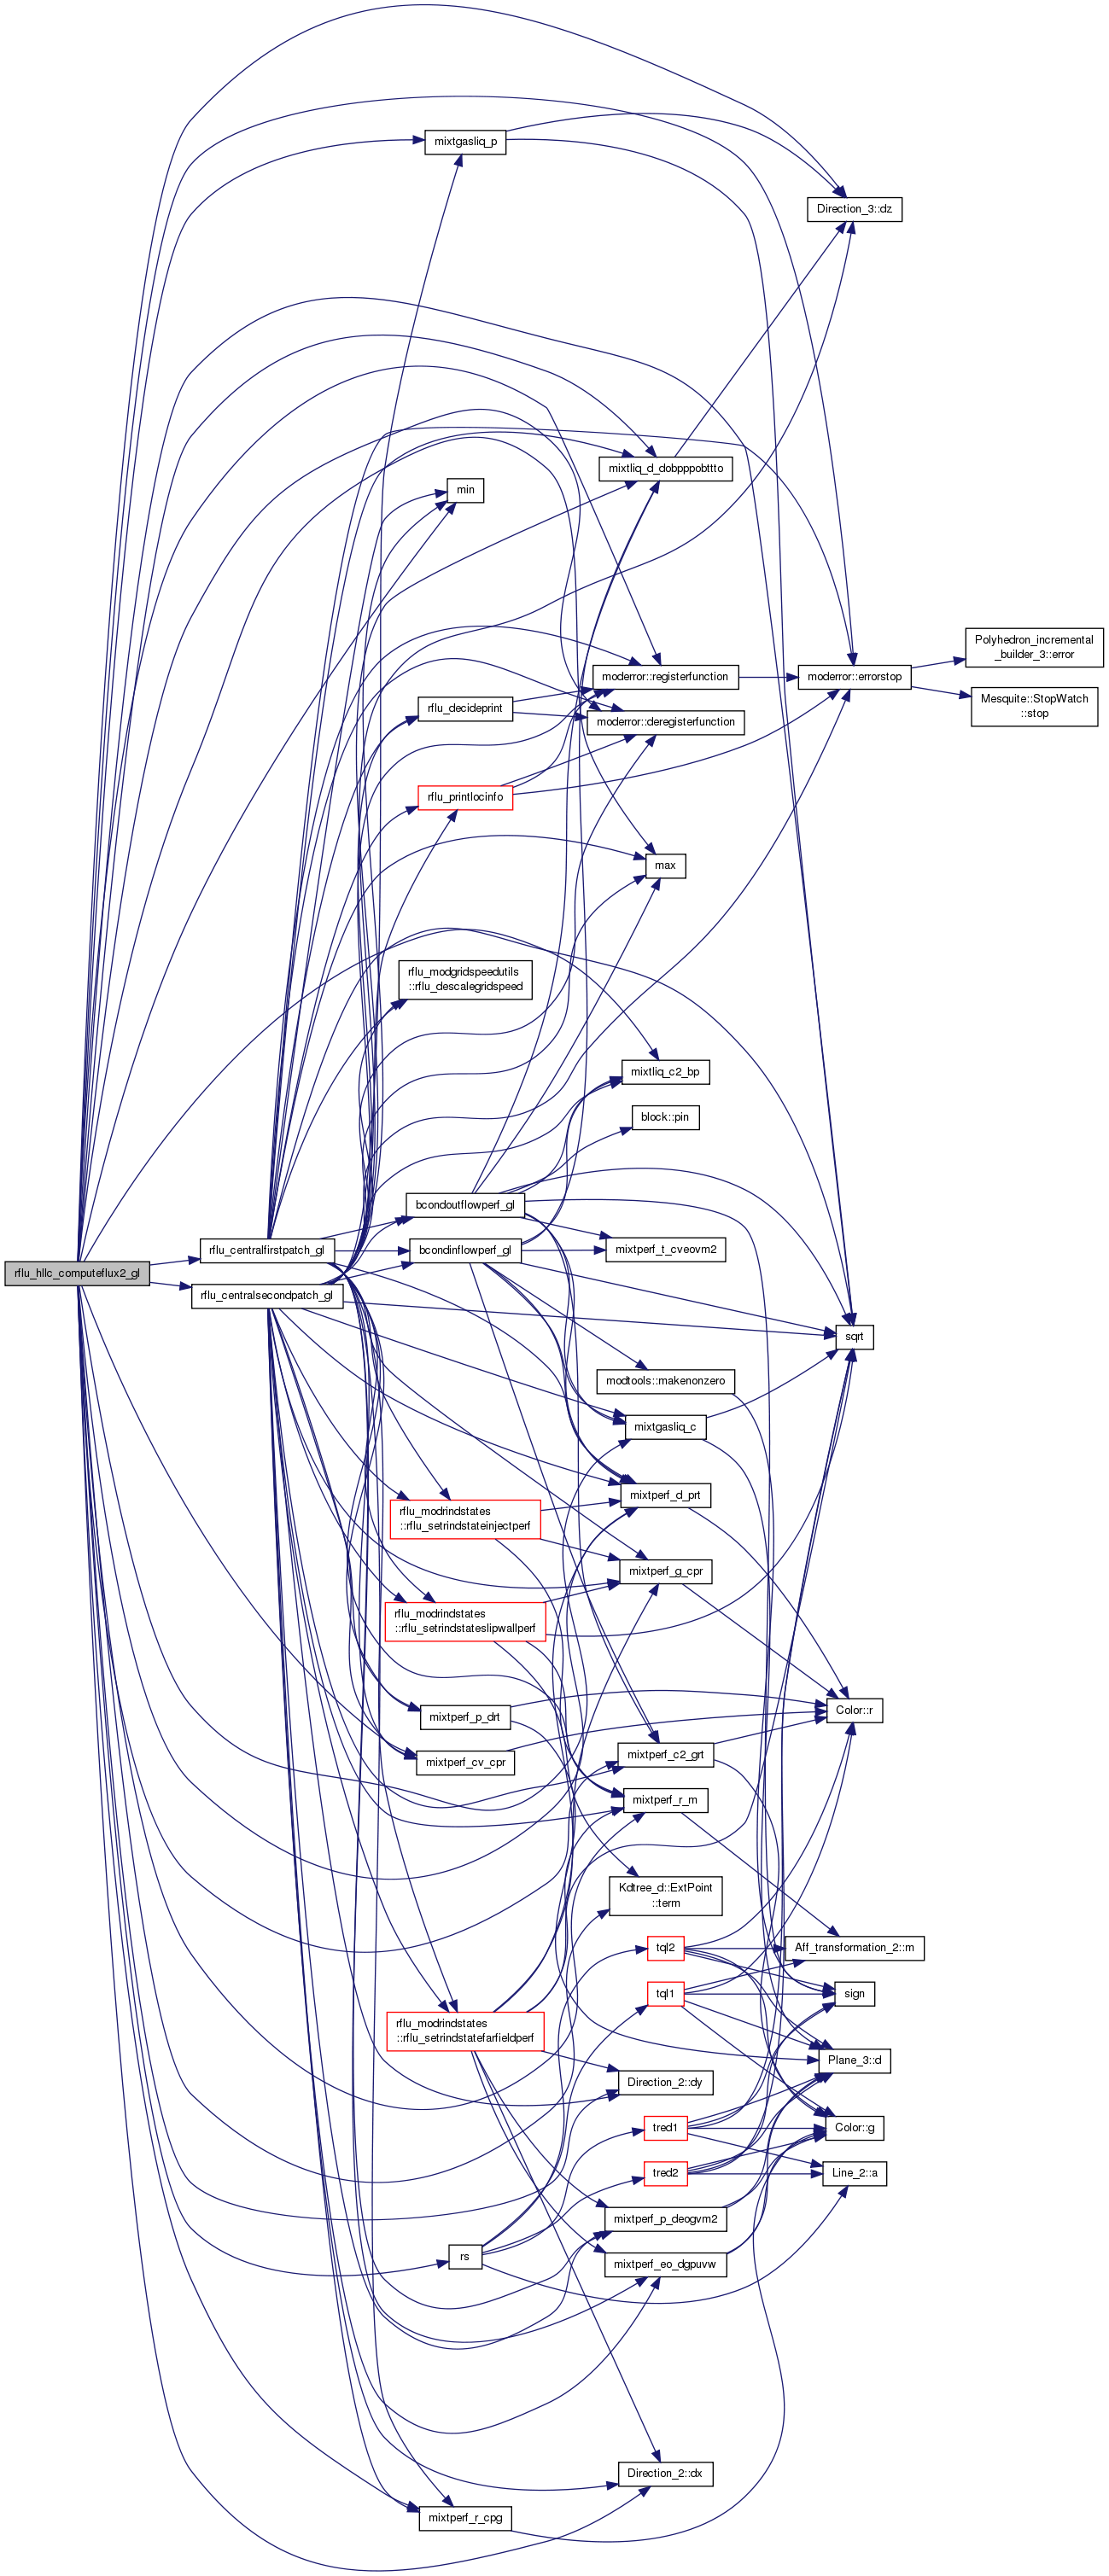 mixtgasliq_p
Direction_3::dz
mixtliq_d_dobpppobttto
min
Polyhedron_incremental
_builder_3::error
moderror::registerfunction
moderror::errorstop
Mesquite::StopWatch
::stop
rflu_decideprint
moderror::deregisterfunction
rflu_printlocinfo
max
rflu_modgridspeedutils
::rflu_descalegridspeed
mixtliq_c2_bp
block::pin
bcondoutflowperf_gl
mixtperf_t_cveovm2
rflu_centralfirstpatch_gl
bcondinflowperf_gl
rflu_hllc_computeflux2_gl
rflu_centralsecondpatch_gl
sqrt
modtools::makenonzero
mixtgasliq_c
mixtperf_d_prt
rflu_modrindstates
::rflu_setrindstateinjectperf
mixtperf_g_cpr
rflu_modrindstates
::rflu_setrindstateslipwallperf
mixtperf_p_drt
Color::r
mixtperf_cv_cpr
mixtperf_c2_grt
mixtperf_r_m
Kdtree_d::ExtPoint
::term
tql2
Aff_transformation_2::m
tql1
sign
rflu_modrindstates
::rflu_setrindstatefarfieldperf
Plane_3::d
Direction_2::dy
tred1
Color::g
tred2
Line_2::a
mixtperf_p_deogvm2
rs
mixtperf_eo_dgpuvw
Direction_2::dx
mixtperf_r_cpg